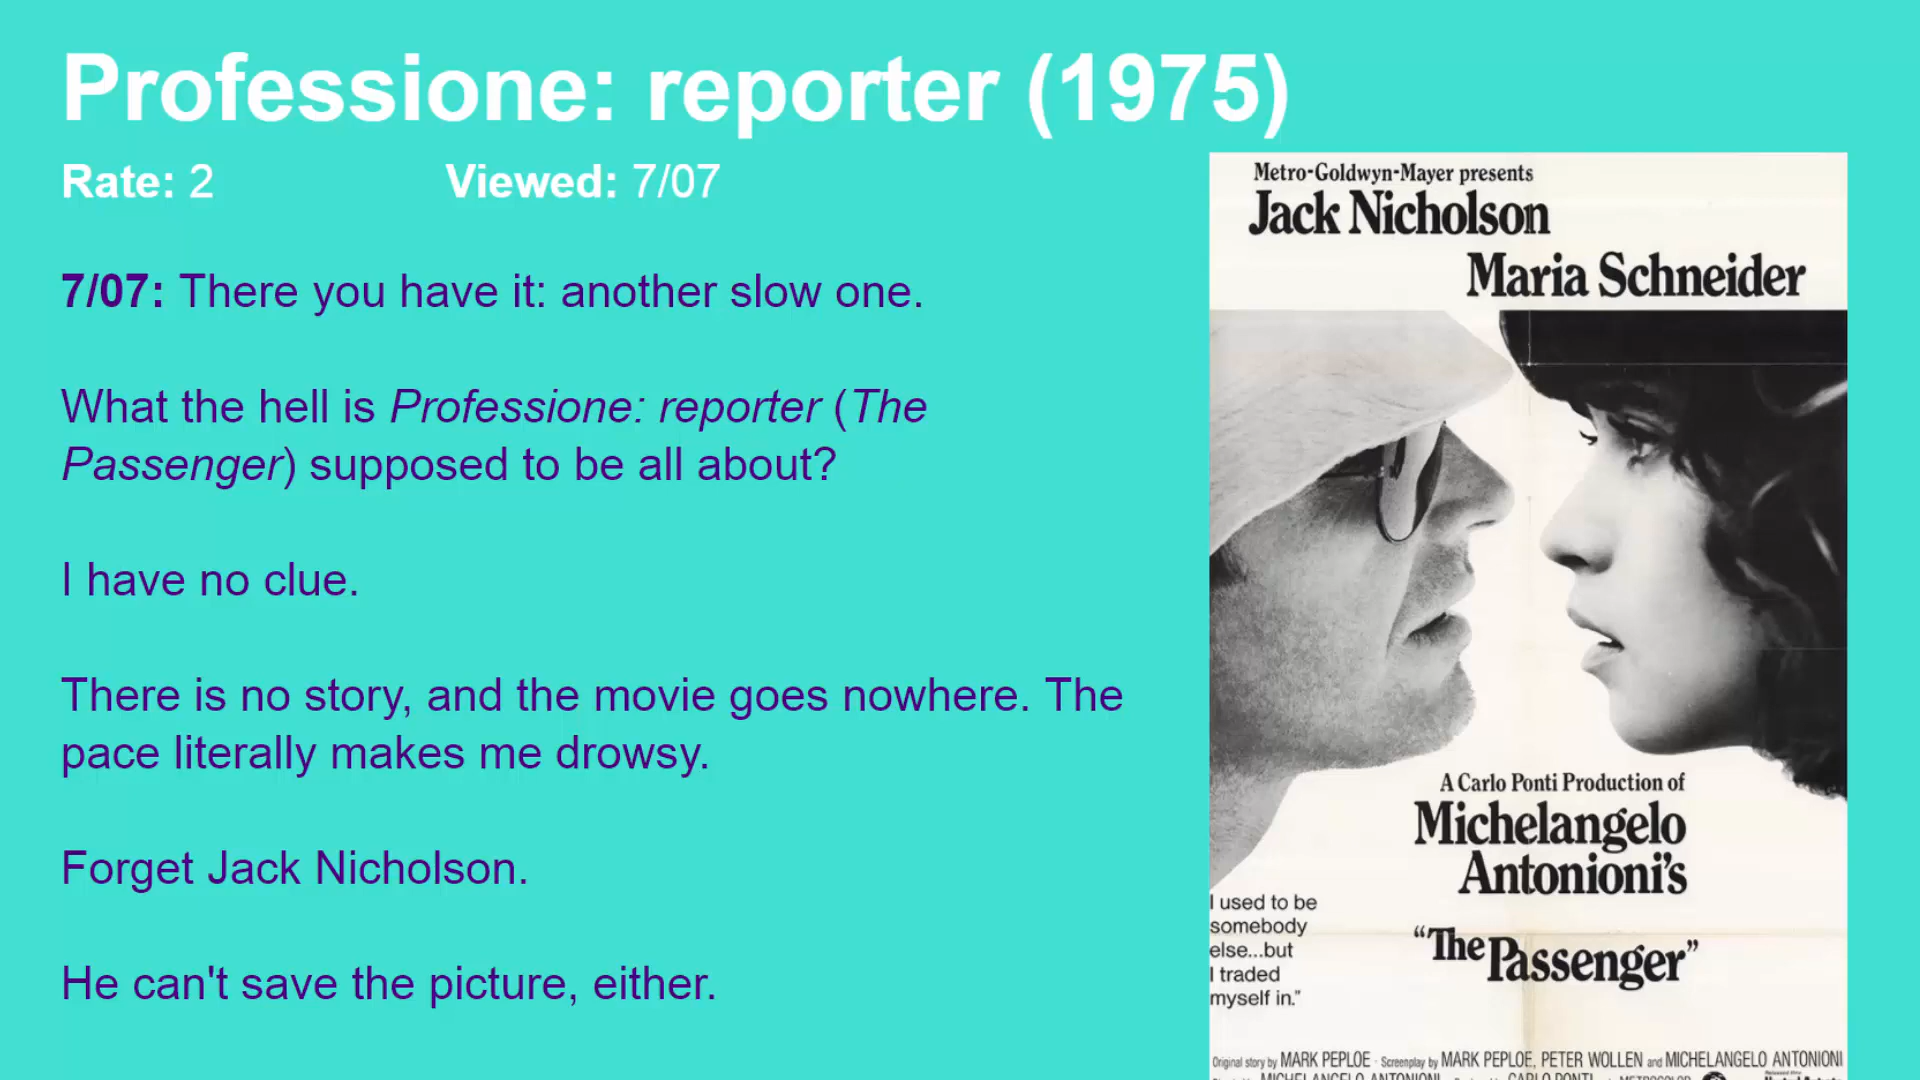 Professione: reporter (1975)
Rate: 2 Viewed: 7/07
7/07: There you have it: another slow one.
What the hell is Professione: reporter (The
Passenger) supposed to be all about?
I have no clue.
There is no story, and the movie goes nowhere. The
pace literally makes me drowsy.
Forget Jack Nicholson.
He can't save the picture, either.
Metro-Goldwyn-Mayer presents
Jack Nicholson
Maria Schneider
A Carlo Ponti Production of
Michelangelo
Antonioni's
"The Passenger"
I used to be
somebody
else...but
I traded
myself in."
Original story by MARK PEPLOE · Screenplay by MARK PEPLOE, PETER WOLLEN and MICHELANGELO ANTONIONI
MICHELANGELO ANTONIONI CARLO PONTI METROCOLOR